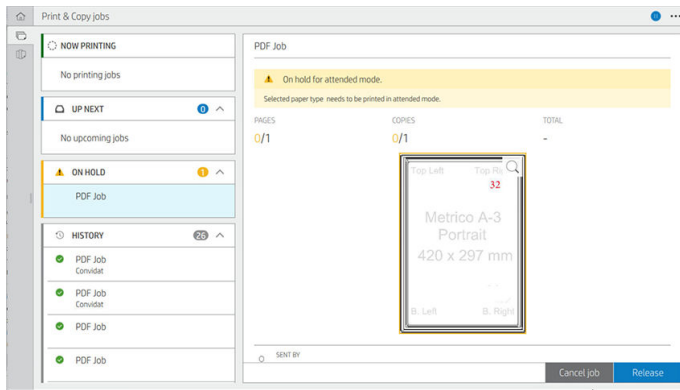 Print & Copy jobs
NOW PRINTING
No printing jobs
UP NEXT
0
No upcoming jobs
ON HOLD
1
PDF Job
HISTORY
26
PDF Job
Convidat
PDF Job
Convidat
PDF Job
PDF Job
PDF Job
On hold for attended mode.
Selected paper type needs to be printed in attended mode.
PAGES
COPIES
TOTAL
0/1
0/1
-
Top Left
Top Ri
32
Metrico A-3
Portrait
420 x 297 mm
B. Left
B. Right
SENT BY
Cancel job
Release